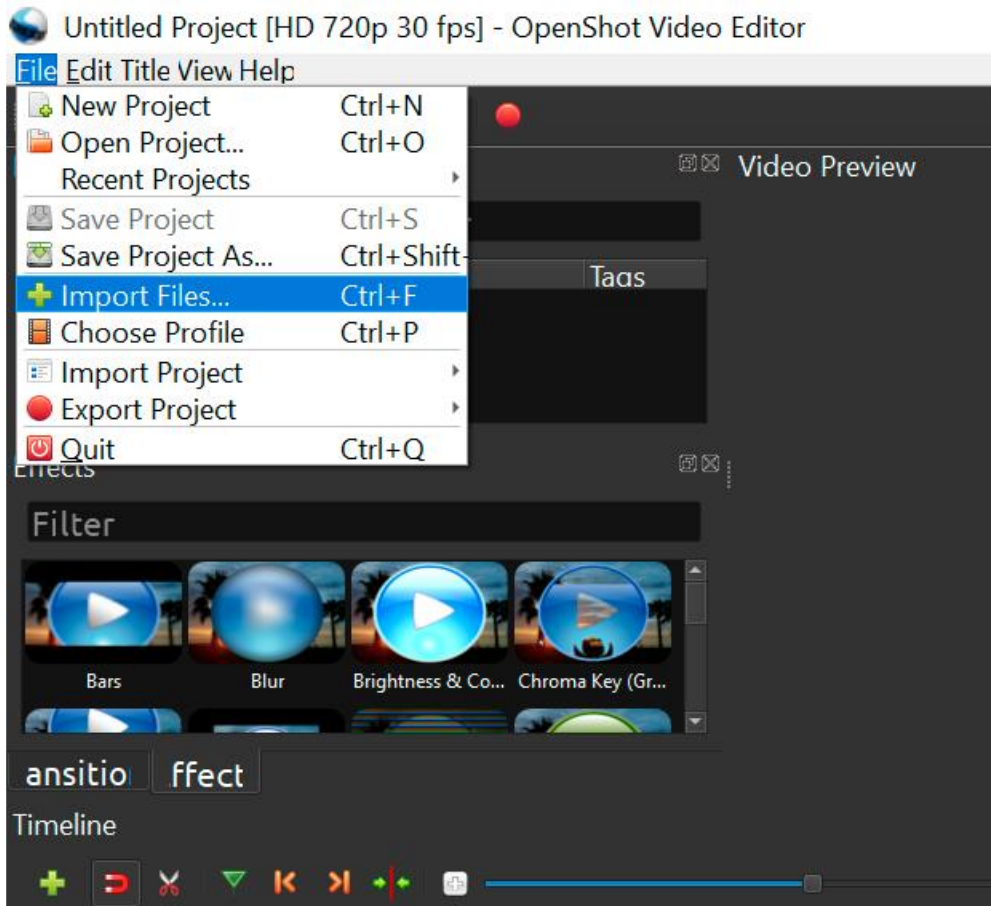 Untitled Project [HD 720p 30 fps] - OpenShot Video Editor
File Edit Title View Help
New Project Ctrl+N
Open Project... Ctrl+O
Recent Projects
Save Project Ctrl+S
Save Project As... Ctrl+Shift-
Import Files... Ctrl+F
Choose Profile Ctrl+P
Import Project
Export Project
Quit Ctrl+Q
Video Preview
Tags
Effects
Filter
Bars Blur Brightness & Co... Chroma Key (Gr...
ansitio ffect
Timeline